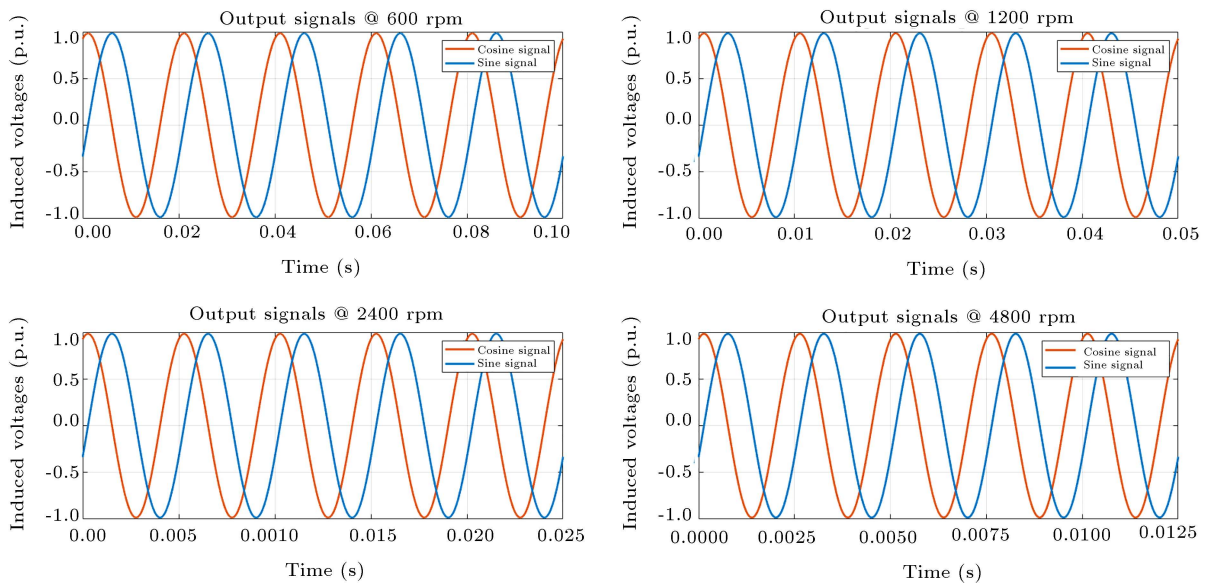 Output signals @ 600 rpm
Induced voltages (p.u.)
1.0
0.5
0.0
-0.5
-1.0
Cosine signal
Sine signal
0.00 0.02 0.04 0.06 0.08 0.10
Time (s)
Output signals @ 1200 rpm
Induced voltages (p.u.)
1.0
0.5
0.0
-0.5
-1.0
Cosine signal
Sine signal
0.00 0.01 0.02 0.03 0.04 0.05
Time (s)
Output signals @ 2400 rpm
Induced voltages (p.u.)
1.0
0.5
0.0
-0.5
-1.0
Cosine signal
Sine signal
0.00 0.005 0.0010 0.015 0.020 0.025
Time (s)
Output signals @ 4800 rpm
Induced voltages (p.u.)
1.0
0.5
0.0
-0.5
-1.0
Cosine signal
Sine signal
0.0000 0.0025 0.0050 0.0075 0.0100 0.0125
Time (s)